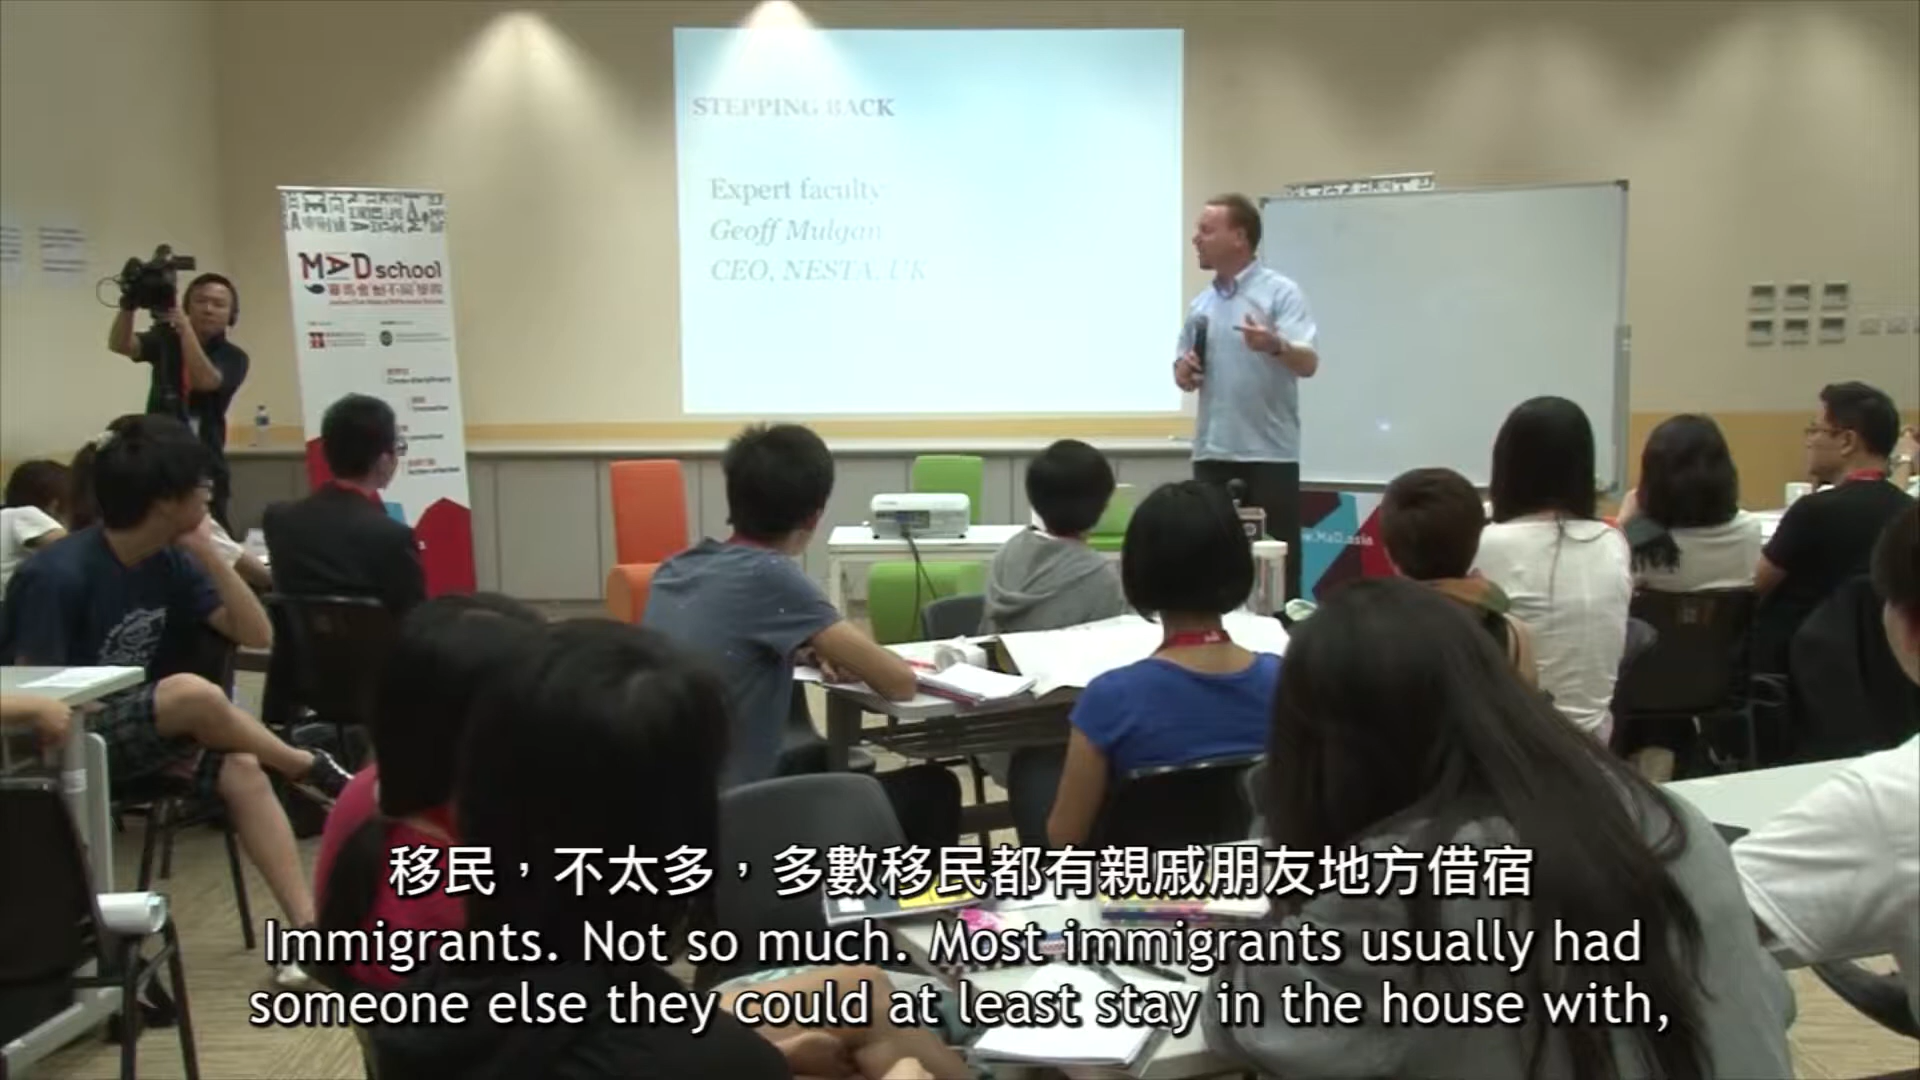 STEPPING BACK
Expert faculty
Geoff Mulgan
CEO, NESTA, UK
MADschool
移民，不太多，多數移民都有親戚朋友地方借宿
Immigrants. Not so much. Most immigrants usually had
someone else they could at least stay in the house with,